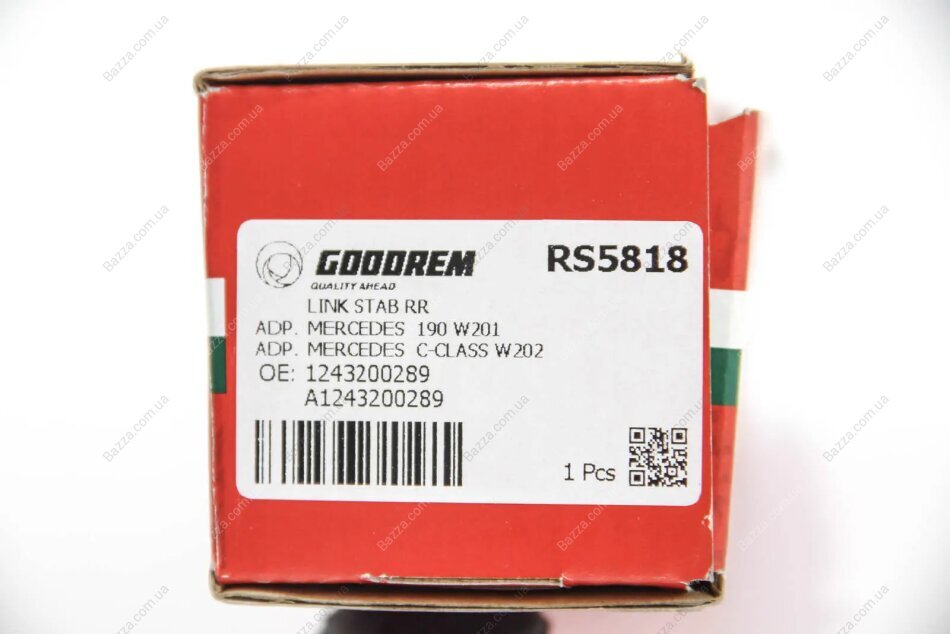 GOODREM
QUALITY AHEAD
RS5818
LINK STAB RR
ADP. MERCEDES 190 W201
ADP. MERCEDES C-CLASS W202
OE: 1243200289
A1243200289
1 Pcs
Bazza.com.ua